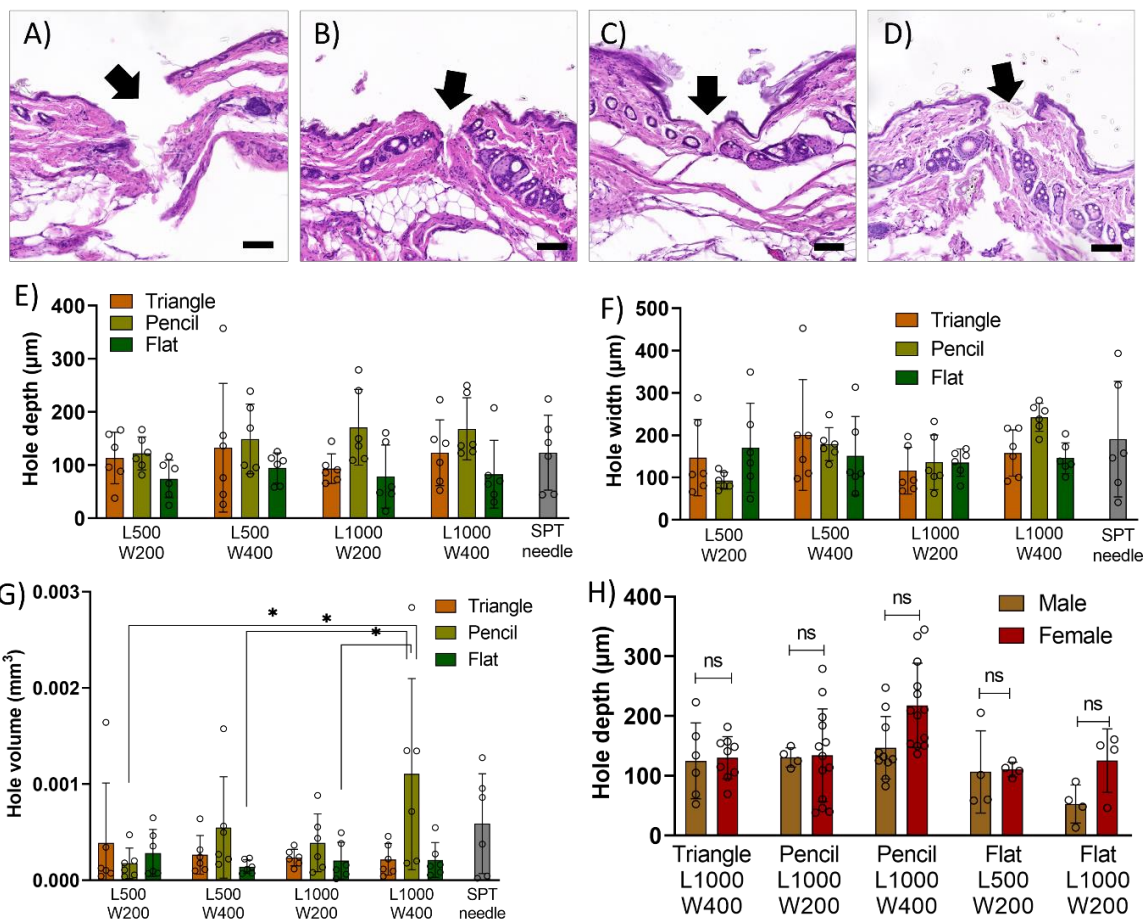 A)
B)
C)
D)
E)
Triangle
Pencil
Flat
Hole depth (µm)
400
300
200
100
0
L500
W200
L500
W400
L1000
W200
L1000
W400
SPT
needle
F)
Triangle
Pencil
Flat
Hole width (µm)
500
400
300
200
100
0
L500
W200
L500
W400
L1000
W200
L1000
W400
SPT
needle
G)
Triangle
Pencil
Flat
Hole volume (mm³)
0.003
0.002
0.001
0.000
*
*
*
L500
W200
L500
W400
L1000
W200
L1000
W400
SPT
needle
H)
Male
Female
Hole depth (µm)
400
300
200
100
0
ns
ns
ns
ns
ns
Triangle
L1000
W400
Pencil
L1000
W200
Pencil
L1000
W400
Flat
L500
W200
Flat
L1000
W200